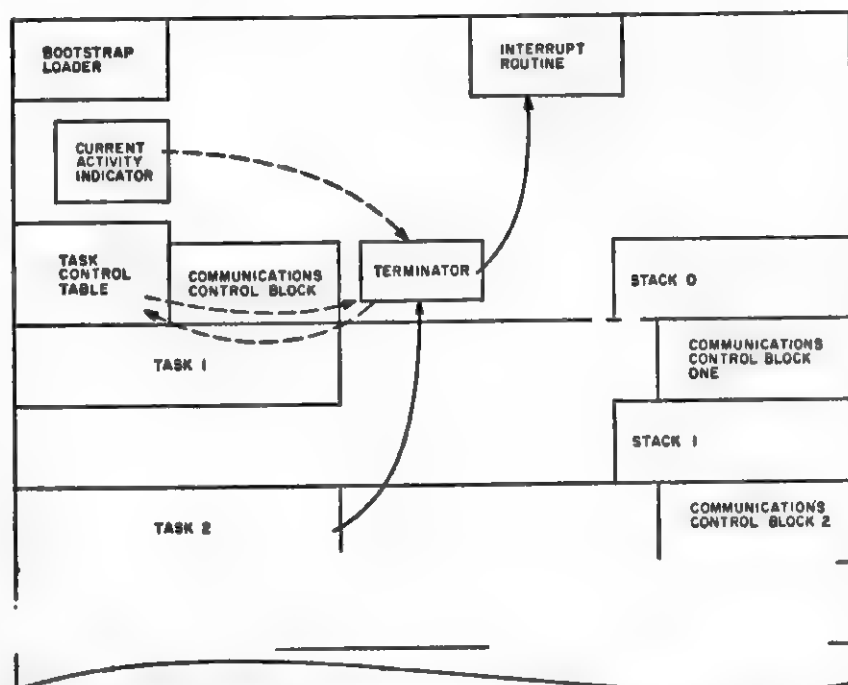 BOOTSTRAP
LOADER
INTERRUPT
ROUTINE
CURRENT
ACTIVITY
INDICATOR
TASK
CONTROL
TABLE
COMMUNICATIONS
CONTROL BLOCK
TERMINATOR
STACK 0
TASK 1
COMMUNICATIONS
CONTROL BLOCK
ONE
STACK 1
TASK 2
COMMUNICATIONS
CONTROL BLOCK 2